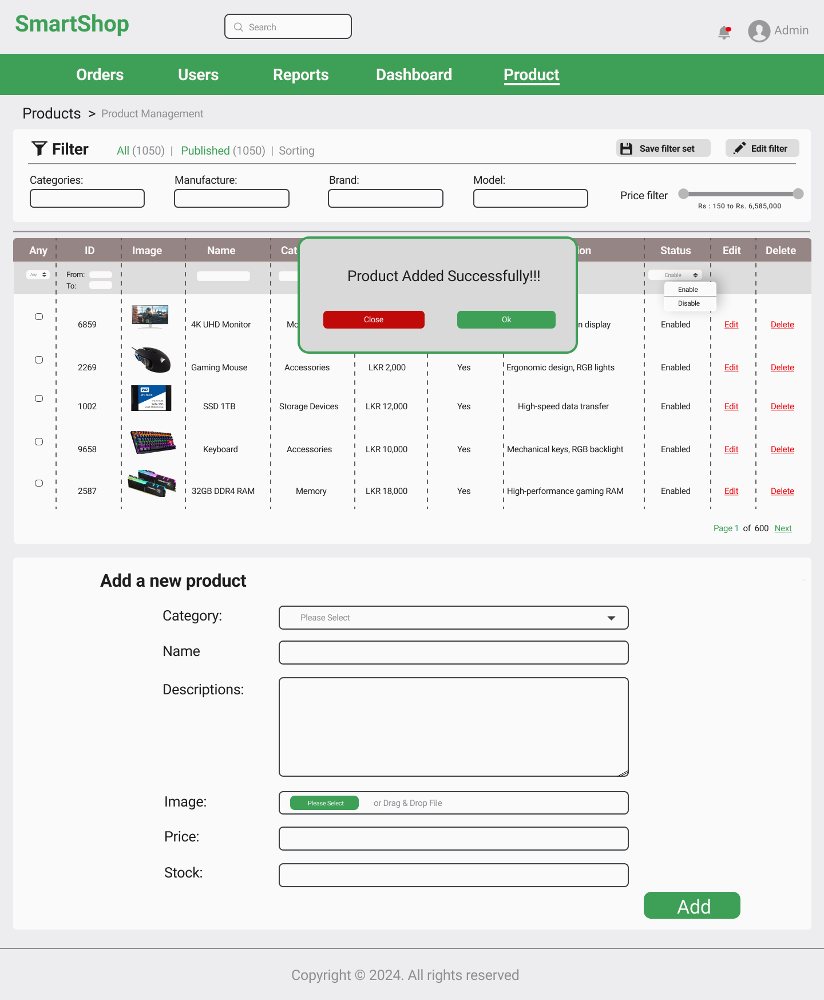 SmartShop
Search
Admin
Orders Users Reports Dashboard Product
Products > Product Management
Filter All (1050) | Published (1050) | Sorting Save filter set Edit filter
Categories: Manufacture: Brand: Model:
Price filter
Rs : 150 to Rs. 6,585,000
Any ID Image Name Cat ion Status Edit Delete
Product Added Successfully!!!
Close Ok
Any From: Enable
To:
Enable
Disable
6859 4K UHD Monitor Mo n display Enabled Edit Delete
2269 Gaming Mouse Accessories LKR 2,000 Yes Ergonomic design, RGB lights Enabled Edit Delete
WD
WD BLUE
SATA SSD
Solid State Drive
1002 SSD 1TB Storage Devices LKR 12,000 Yes High-speed data transfer Enabled Edit Delete
9658 Keyboard Accessories LKR 10,000 Yes Mechanical keys, RGB backlight Enabled Edit Delete
2587 32GB DDR4 RAM Memory LKR 18,000 Yes High-performance gaming RAM Enabled Edit Delete
Page 1 of 600 Next
Add a new product
Category: Please Select
Name
Descriptions:
Image: Please Select or Drag & Drop File
Price:
Stock:
Add
Copyright © 2024. All rights reserved